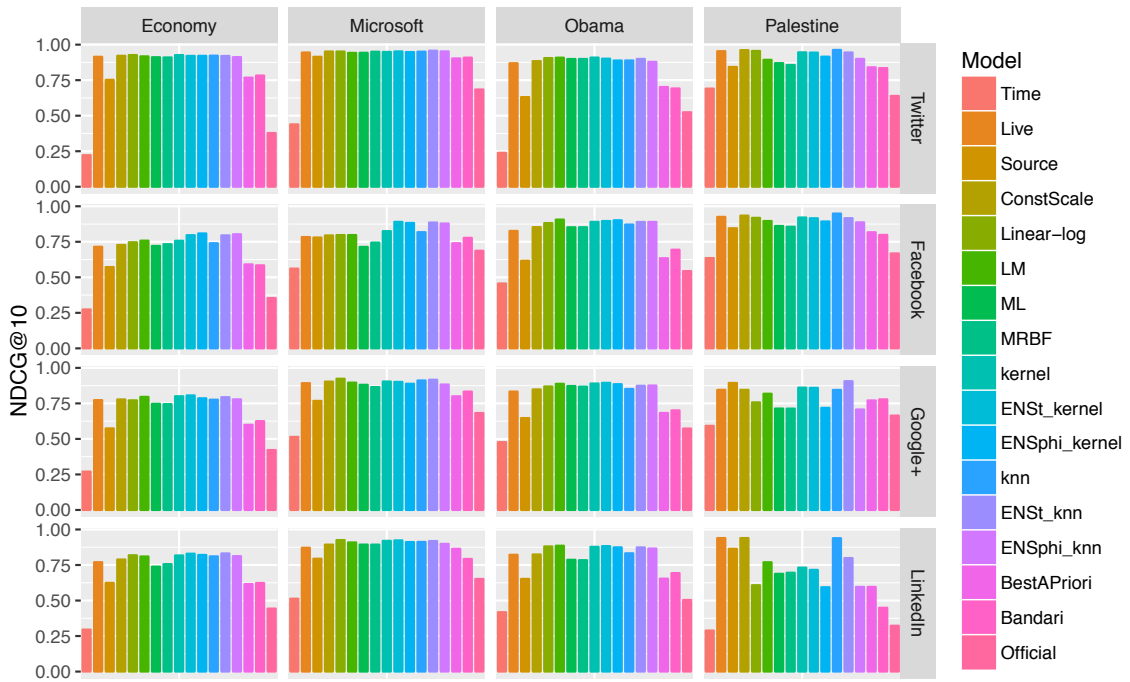 Economy Microsoft Obama Palestine
NDCG@10
1.00
0.75
0.50
0.25
0.00
Twitter
1.00
0.75
0.50
0.25
0.00
Facebook
1.00
0.75
0.50
0.25
0.00
Google+
1.00
0.75
0.50
0.25
0.00
LinkedIn
Model
Time
Live
Source
ConstScale
Linear−log
LM
ML
MRBF
kernel
ENSt_kernel
ENSphi_kernel
knn
ENSt_knn
ENSphi_knn
BestAPriori
Bandari
Official